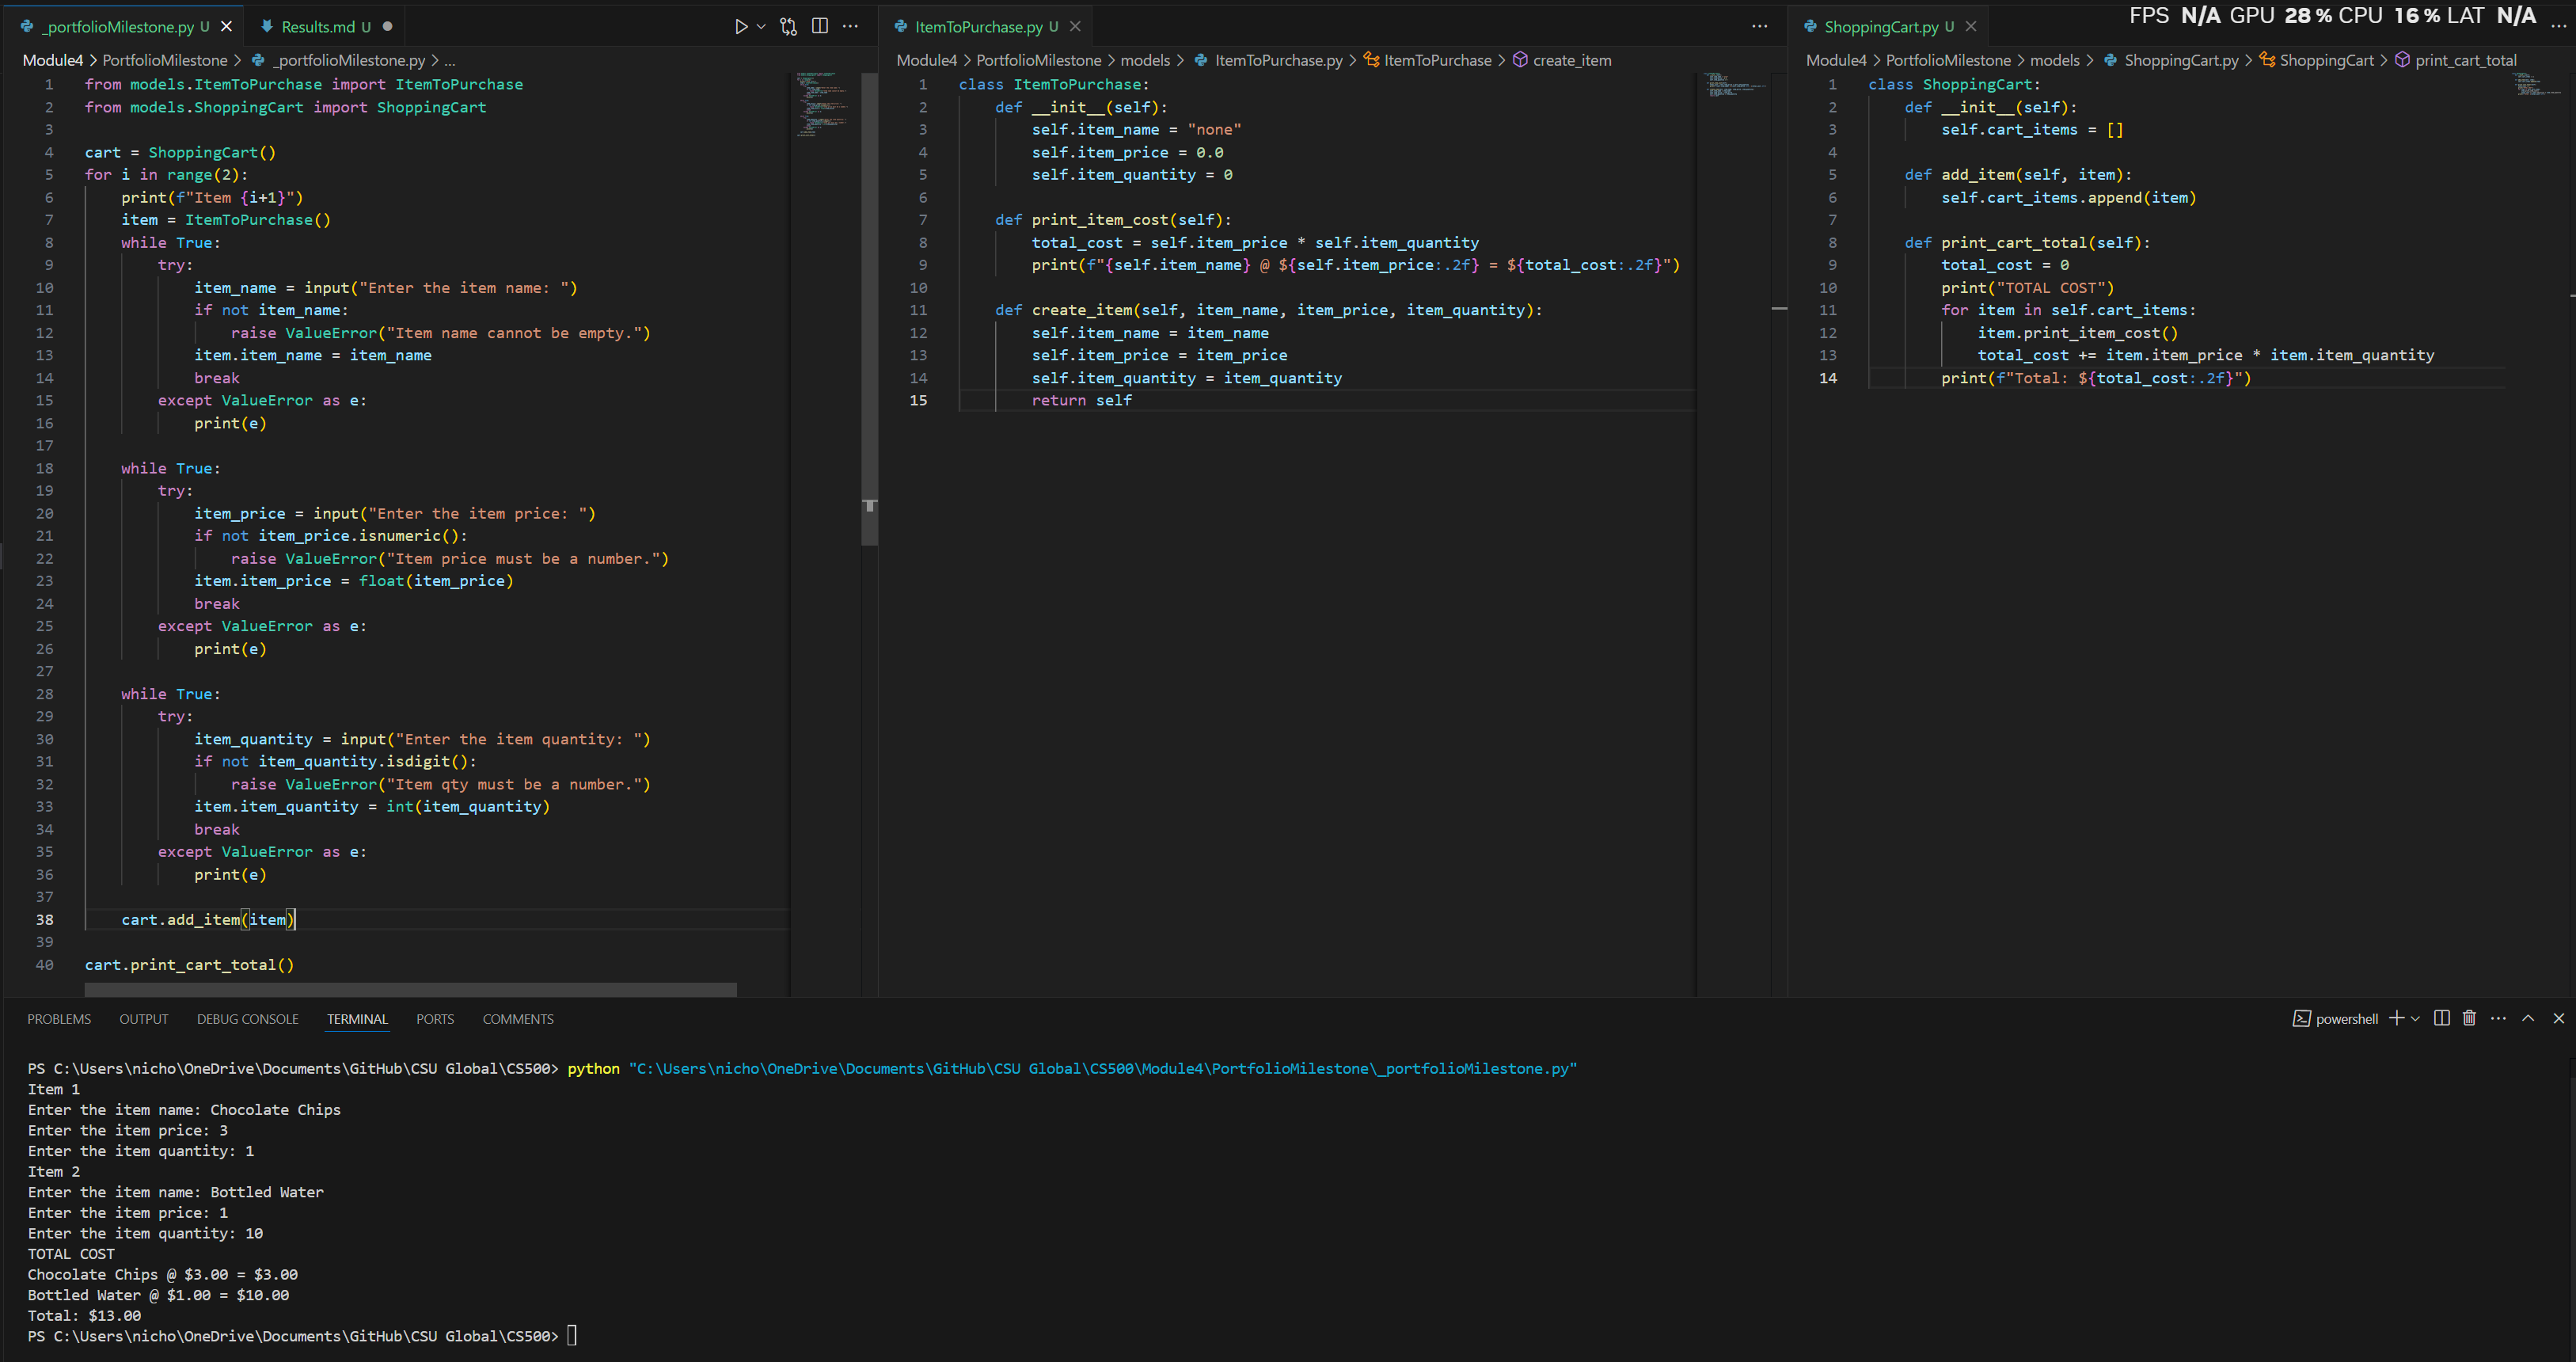 _portfolioMilestone.py U
Results.md U
ItemToPurchase.py U
ShoppingCart.py U
FPS N/A GPU 28 % CPU 16 % LAT N/A
Module4 > PortfolioMilestone > _portfolioMilestone.py > ...
1 from models.ItemToPurchase import ItemToPurchase
2 from models.ShoppingCart import ShoppingCart
3
4 cart = ShoppingCart()
5 for i in range(2):
6     print(f"Item {i+1}")
7     item = ItemToPurchase()
8     while True:
9         try:
10             item_name = input("Enter the item name: ")
11             if not item_name:
12                 raise ValueError("Item name cannot be empty.")
13             item.item_name = item_name
14             break
15         except ValueError as e:
16             print(e)
17
18     while True:
19         try:
20             item_price = input("Enter the item price: ")
21             if not item_price.isnumeric():
22                 raise ValueError("Item price must be a number.")
23             item.item_price = float(item_price)
24             break
25         except ValueError as e:
26             print(e)
27
28     while True:
29         try:
30             item_quantity = input("Enter the item quantity: ")
31             if not item_quantity.isdigit():
32                 raise ValueError("Item qty must be a number.")
33             item.item_quantity = int(item_quantity)
34             break
35         except ValueError as e:
36             print(e)
37
38     cart.add_item(item)
39
40 cart.print_cart_total()
Module4 > PortfolioMilestone > models > ItemToPurchase.py > ItemToPurchase > create_item
1 class ItemToPurchase:
2     def __init__(self):
3         self.item_name = "none"
4         self.item_price = 0.0
5         self.item_quantity = 0
6
7     def print_item_cost(self):
8         total_cost = self.item_price * self.item_quantity
9         print(f"{self.item_name} @ ${self.item_price:.2f} = ${total_cost:.2f}")
10
11     def create_item(self, item_name, item_price, item_quantity):
12         self.item_name = item_name
13         self.item_price = item_price
14         self.item_quantity = item_quantity
15         return self
Module4 > PortfolioMilestone > models > ShoppingCart.py > ShoppingCart > print_cart_total
1 class ShoppingCart:
2     def __init__(self):
3         self.cart_items = []
4
5     def add_item(self, item):
6         self.cart_items.append(item)
7
8     def print_cart_total(self):
9         total_cost = 0
10         print("TOTAL COST")
11         for item in self.cart_items:
12             item.print_item_cost()
13             total_cost += item.item_price * item.item_quantity
14         print(f"Total: ${total_cost:.2f}")
PROBLEMS OUTPUT DEBUG CONSOLE TERMINAL PORTS COMMENTS
powershell
PS C:\Users\nicho\OneDrive\Documents\GitHub\CSU Global\CS500> python "C:\Users\nicho\OneDrive\Documents\GitHub\CSU Global\CS500\Module4\PortfolioMilestone\_portfolioMilestone.py"
Item 1
Enter the item name: Chocolate Chips
Enter the item price: 3
Enter the item quantity: 1
Item 2
Enter the item name: Bottled Water
Enter the item price: 1
Enter the item quantity: 10
TOTAL COST
Chocolate Chips @ $3.00 = $3.00
Bottled Water @ $1.00 = $10.00
Total: $13.00
PS C:\Users\nicho\OneDrive\Documents\GitHub\CSU Global\CS500>